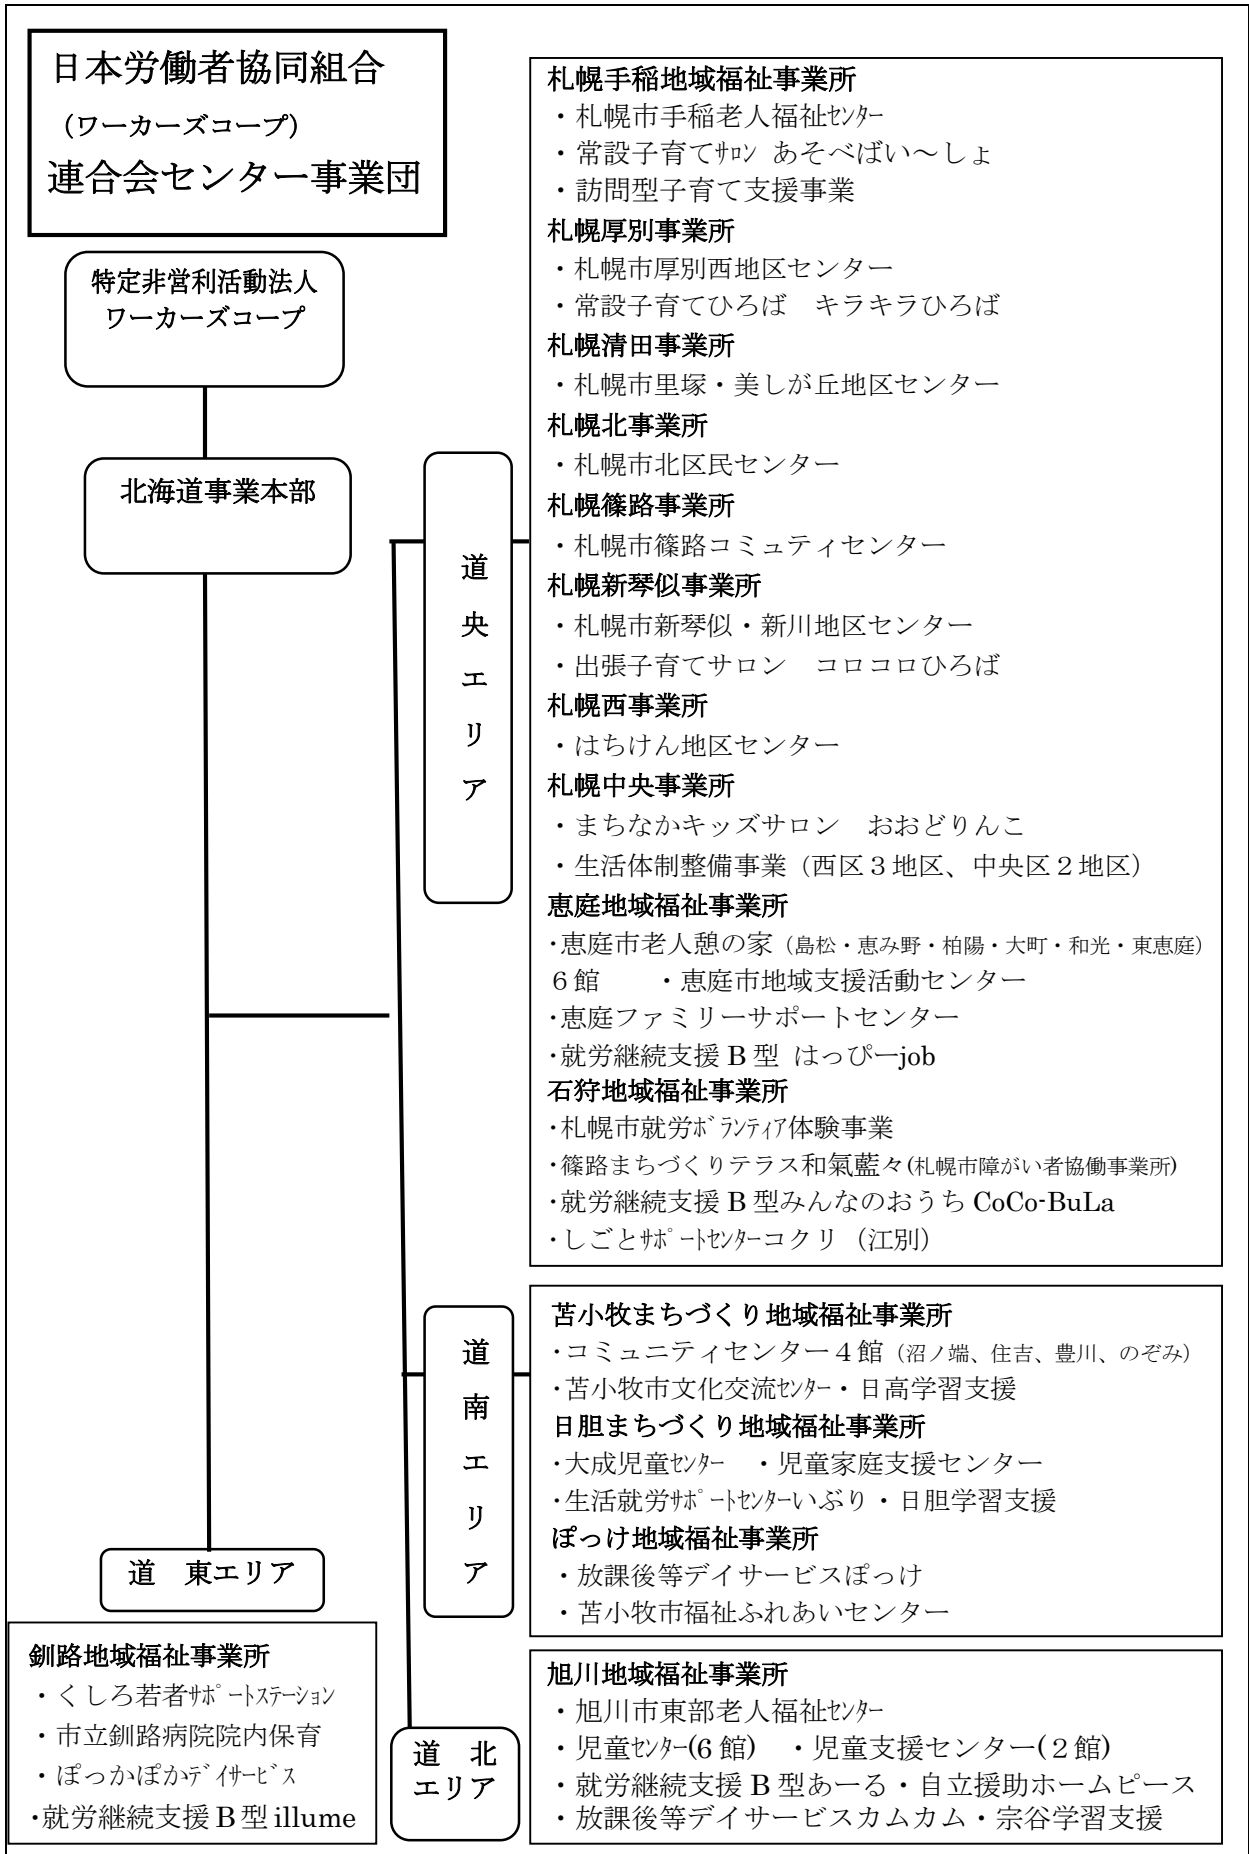 日本労働者協同組合
（ワーカーズコープ）
連合会センター事業団
特定非営利活動法人
ワーカーズコープ
北海道事業本部
道央エリア
札幌手稲地域福祉事業所
・札幌市手稲老人福祉ｾﾝﾀｰ
・常設子育てｻﾛﾝ あそべばい～しょ
・訪問型子育て支援事業
札幌厚別事業所
・札幌市厚別西地区センター
・常設子育てひろば　キラキラひろば
札幌清田事業所
・札幌市里塚・美しが丘地区センター
札幌北事業所
・札幌市北区民センター
札幌篠路事業所
・札幌市篠路コミュティセンター
札幌新琴似事業所
・札幌市新琴似・新川地区センター
・出張子育てサロン　コロコロひろば
札幌西事業所
・はちけん地区センター
札幌中央事業所
・まちなかキッズサロン　おおどりんこ
・生活体制整備事業（西区３地区、中央区２地区）
恵庭地域福祉事業所
・恵庭市老人憩の家（島松・恵み野・柏陽・大町・和光・東恵庭）
６館　　・恵庭市地域支援活動センター
・恵庭ファミリーサポートセンター
・就労継続支援 B 型 はっぴーjob
石狩地域福祉事業所
・札幌市就労ﾎﾞﾗﾝﾃｨｱ体験事業
・篠路まちづくりテラス和氣藍々(札幌市障がい者協働事業所)
・就労継続支援 B 型みんなのおうち CoCo-BuLa
・しごとｻﾎﾟｰﾄｾﾝﾀｰコクリ（江別）
道南エリア
苫小牧まちづくり地域福祉事業所
・コミュニティセンター４館（沼ノ端、住吉、豊川、のぞみ）
・苫小牧市文化交流ｾﾝﾀｰ・日高学習支援
日胆まちづくり地域福祉事業所
・大成児童ｾﾝﾀｰ　・児童家庭支援センター
・生活就労ｻﾎﾟｰﾄｾﾝﾀｰいぶり・日胆学習支援
ぽっけ地域福祉事業所
・放課後等デイサービスぽっけ
・苫小牧市福祉ふれあいセンター
道　東エリア
釧路地域福祉事業所
・くしろ若者ｻﾎﾟｰﾄｽﾃｰｼｮﾝ
・市立釧路病院院内保育
・ぽっかぽかﾃﾞｲｻｰﾋﾞｽ
・就労継続支援 B 型 illume
道　北
エリア
旭川地域福祉事業所
・旭川市東部老人福祉ｾﾝﾀｰ
・児童ｾﾝﾀｰ(6 館)　・児童支援センター(２館)
・就労継続支援 B 型あーる・自立援助ホームピース
・放課後等デイサービスカムカム・宗谷学習支援